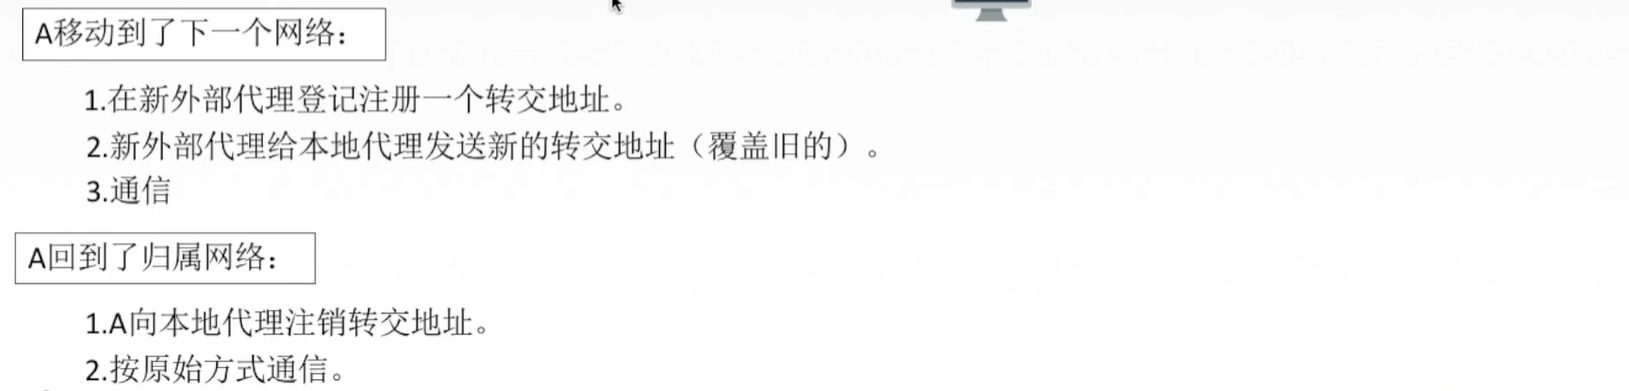 A移动到了下一个网络：
1.在新外部代理登记注册一个转交地址。
2.新外部代理给本地代理发送新的转交地址（覆盖旧的）。
3.通信
A回到了归属网络：
1.A向本地代理注销转交地址。
2.按原始方式通信。